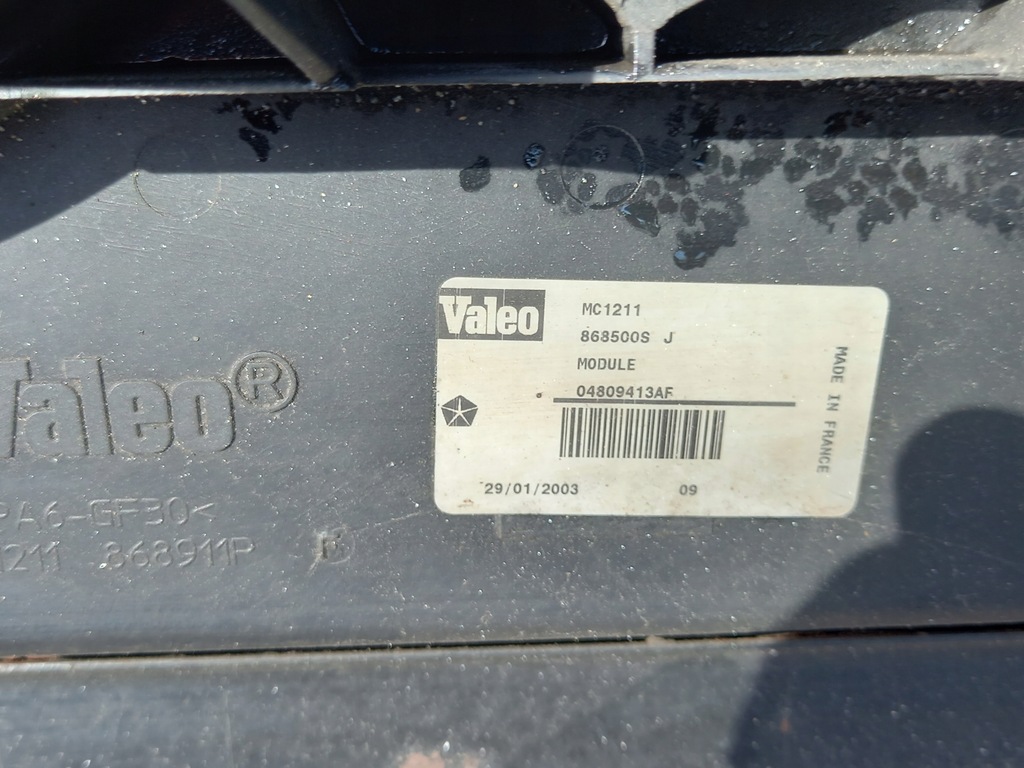 Valeo
MC1211
868500S J
MODULE
04809413AF
MADE IN FRANCE
29/01/2003 09
Valeo®
PA6-GF30<
1211 868911P